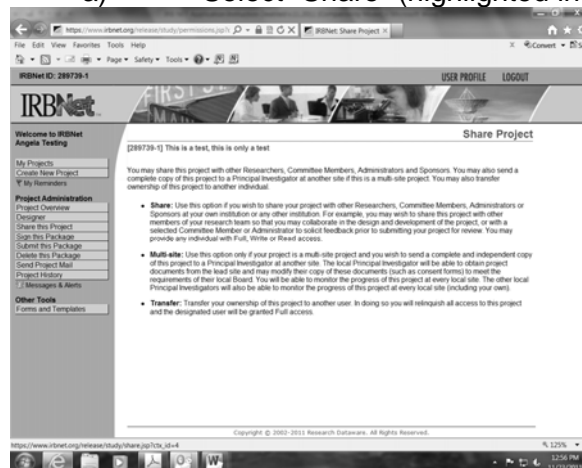 a) Select "Share" (highlighted in
https://www.irbnet.org/release/study/permissions.jsp?c
IRBNet: Share Project
File Edit View Favorites Tools Help
Convert
Page Safety Tools
IRBNet ID: 289739-1
USER PROFILE LOGOUT
IRBNet
Welcome to IRBNet
Angela Testing
Share Project
[289739-1] This is a test, this is only a test
My Projects
Create New Project
My Reminders
Project Administration
Project Overview
Designer
Share this Project
Sign this Package
Submit this Package
Delete this Package
Send Project Mail
Project History
Messages & Alerts
Other Tools
Forms and Templates
You may share this project with other Researchers, Committee Members, Administrators and Sponsors. You may also send a
complete copy of this project to a Principal Investigator at another site if this is a multi-site project. You may also transfer
ownership of this project to another individual.
• Share: Use this option if you wish to share your project with other Researchers, Committee Members, Administrators or
Sponsors at your own institution or any other institution. For example, you may wish to share this project with other
members of your research team so that you may collaborate in the design and development of the project, or with a
selected Committee Member or Administrator to solicit feedback prior to submitting your project for review. You may
provide any individual with Full, Write or Read access.
• Multi-site: Use this option only if your project is a multi-site project and you wish to send a complete and independent copy
of this project to a Principal Investigator at another site. The local Principal Investigator will be able to obtain project
documents from the lead site and may modify their copy of these documents (such as consent forms) to meet the
requirements of their local Board. You will be able to monitor the progress of this project at every local site. The other local
Principal Investigators will also be able to monitor the progress of this project at every local site (including your own).
• Transfer: Transfer your ownership of this project to another user. In doing so you will relinquish all access to this project
and the designated user will be granted Full access.
Copyright © 2002-2011 Research Dataware. All Rights Reserved.
https://www.irbnet.org/release/study/share.jsp?ctx_id=4
125%
12:56 PM